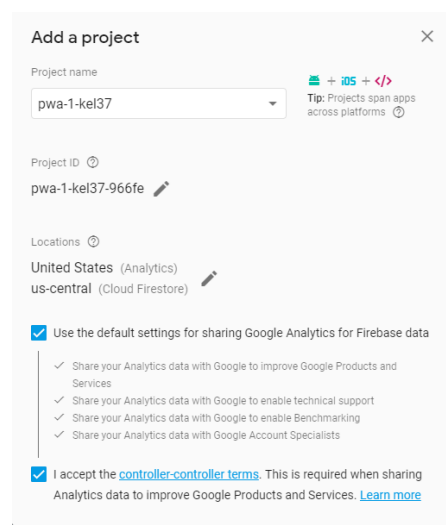 Add a project
Project name
pwa-1-kel37
+ iOS + </>
Tip: Projects span apps
across platforms
Project ID
pwa-1-kel37-966fe
Locations
United States (Analytics)
us-central (Cloud Firestore)
Use the default settings for sharing Google Analytics for Firebase data
Share your Analytics data with Google to improve Google Products and
Services
Share your Analytics data with Google to enable technical support
Share your Analytics data with Google to enable Benchmarking
Share your Analytics data with Google Account Specialists
I accept the controller-controller terms. This is required when sharing
Analytics data to improve Google Products and Services. Learn more